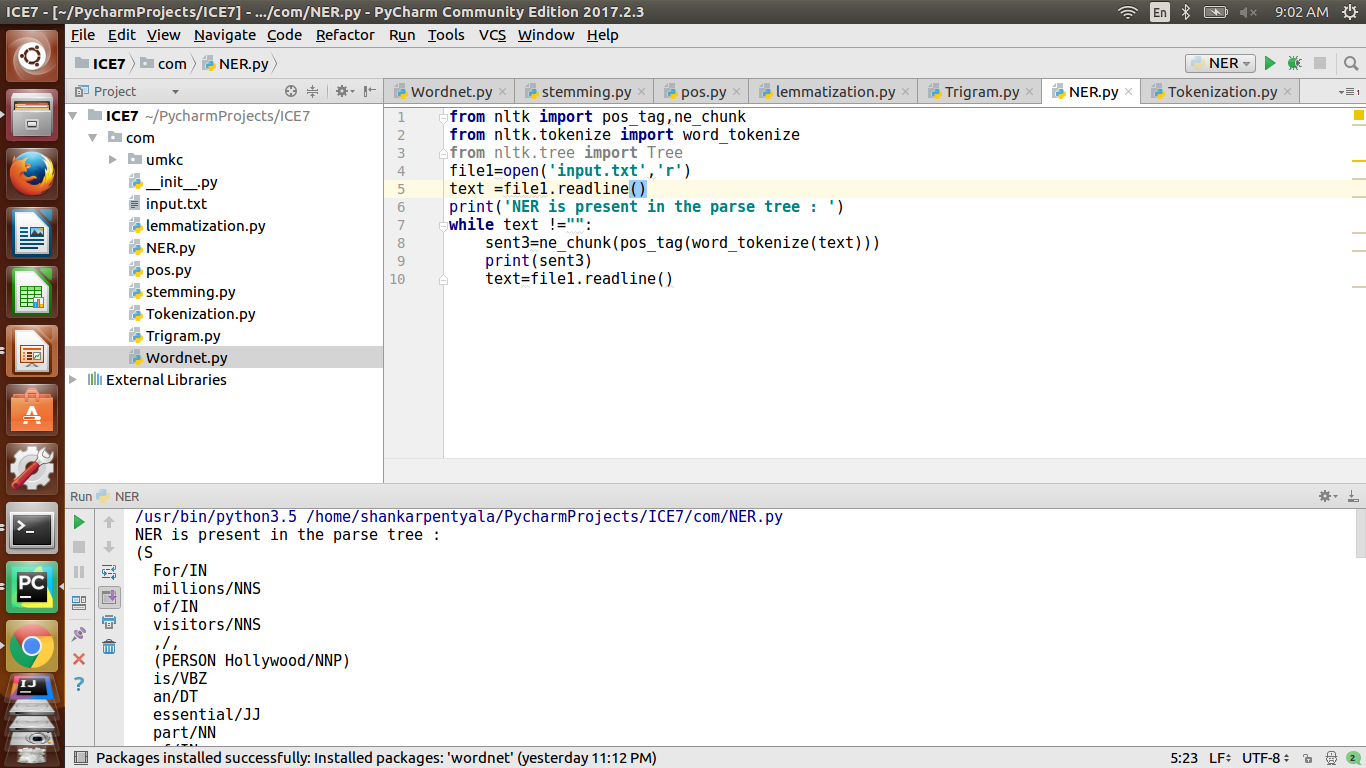 ICE7 - [~/PycharmProjects/ICE7] - .../com/NER.py - PyCharm Community Edition 2017.2.3
En
9:02 AM
File Edit View Navigate Code Refactor Run Tools VCS Window Help
ICE7 com NER.py
NER
Project
Wordnet.py stemming.py pos.py lemmatization.py Trigram.py NER.py Tokenization.py
ICE7 ~/PycharmProjects/ICE7
com
umkc
__init__.py
input.txt
lemmatization.py
NER.py
pos.py
stemming.py
Tokenization.py
Trigram.py
Wordnet.py
External Libraries
1 from nltk import pos_tag,ne_chunk
2 from nltk.tokenize import word_tokenize
3 from nltk.tree import Tree
4 file1=open('input.txt','r')
5 text =file1.readline()
6 print('NER is present in the parse tree : ')
7 while text !="":
8     sent3=ne_chunk(pos_tag(word_tokenize(text)))
9     print(sent3)
10     text=file1.readline()
Run NER
/usr/bin/python3.5 /home/shankarpentyala/PycharmProjects/ICE7/com/NER.py
NER is present in the parse tree :
(S
  For/IN
  millions/NNS
  of/IN
  visitors/NNS
  ,/,
  (PERSON Hollywood/NNP)
  is/VBZ
  an/DT
  essential/JJ
  part/NN
  of/IN
PC
IJ
Packages installed successfully: Installed packages: 'wordnet' (yesterday 11:12 PM)
5:23 LF UTF-8 2